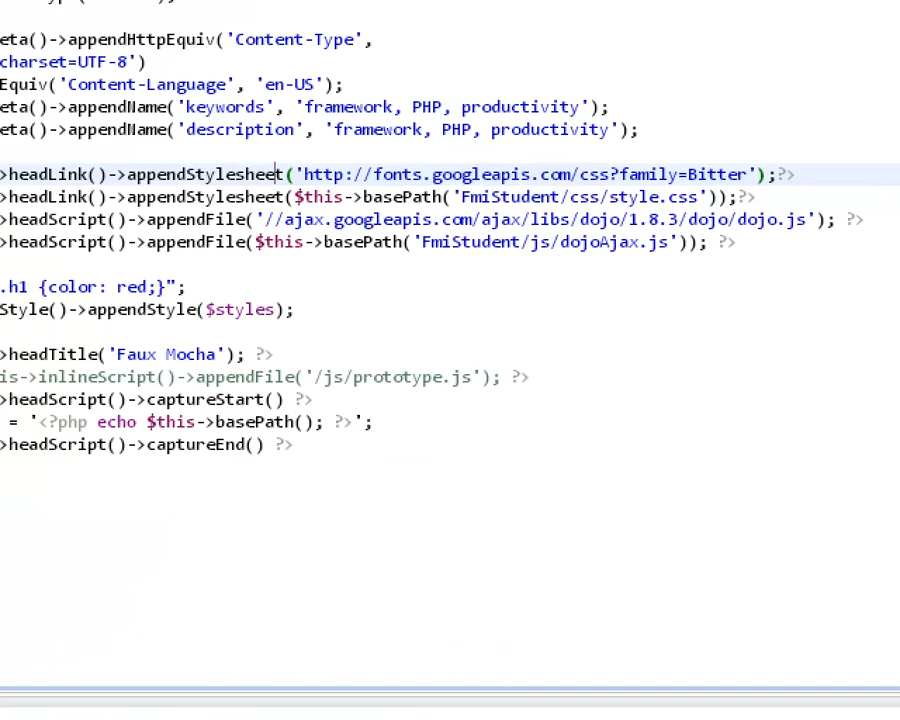 eta()->appendHttpEquiv('Content-Type',
charset=UTF-8')
Equiv('Content-Language', 'en-US');
eta()->appendName('keywords', 'framework, PHP, productivity');
eta()->appendName('description', 'framework, PHP, productivity');
>headLink()->appendStylesheet('http://fonts.googleapis.com/css?family=Bitter');?>
>headLink()->appendStylesheet($this->basePath('FmiStudent/css/style.css'));?>
>headScript()->appendFile('//ajax.googleapis.com/ajax/libs/dojo/1.8.3/dojo/dojo.js'); ?>
>headScript()->appendFile($this->basePath('FmiStudent/js/dojoAjax.js')); ?>
.h1 {color: red;}";
Style()->appendStyle($styles);
>headTitle('Faux Mocha'); ?>
is->inlineScript()->appendFile('/js/prototype.js'); ?>
>headScript()->captureStart() ?>
= '<?php echo $this->basePath(); ?>';
>headScript()->captureEnd() ?>